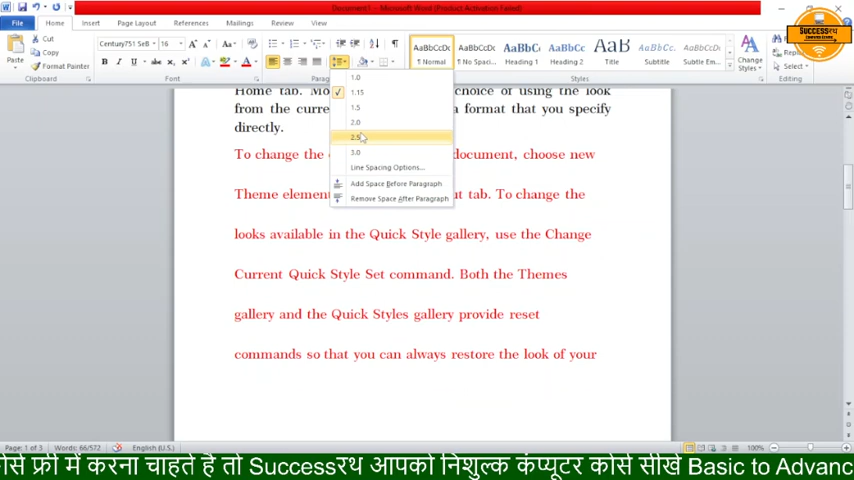 Document1 - Microsoft Word (Product Activation Failed)
File Home Insert Page Layout References Mailings Review View
Cut
Copy
Format Painter
Paste
Clipboard
Century751 SeB 16
Font
AaBbCcDc AaBbCcDc AaBbC AaBbCc AaB AaBbCc. AaBbCcDc
¶ Normal ¶ No Spaci... Heading 1 Heading 2 Title Subtitle Subtle Em...
Change
Styles
Styles
Select
Editing
Success
1.0
1.15
1.5
2.0
2.5
3.0
Line Spacing Options...
Add Space Before Paragraph
Remove Space After Paragraph
Home tab. choice of using the look
from the a format that you specify
directly.
To change the document, choose new
Theme tab. To change the
looks available in the Quick Style gallery, use the Change
Current Quick Style Set command. Both the Themes
gallery and the Quick Styles gallery provide reset
commands so that you can always restore the look of your
Page: 1 of 3 Words: 66/572 English (U.S.) 100%
फ्री में करना चाहते है तो Successरथ आपको निशुल्क कंप्यूटर कोर्स सीखें Basic to Advanc